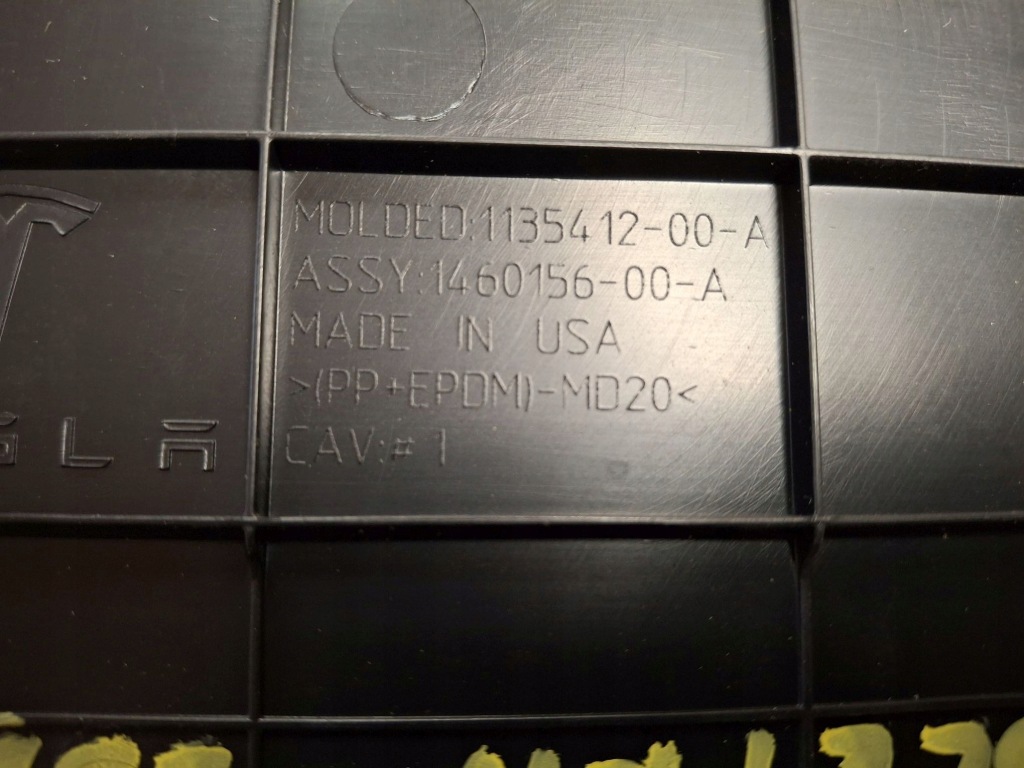 MOLDED:1135412-00-A
ASSY:1460156-00-A
MADE IN USA
>(PP+EPDM)-MD20<
CAV:# 1